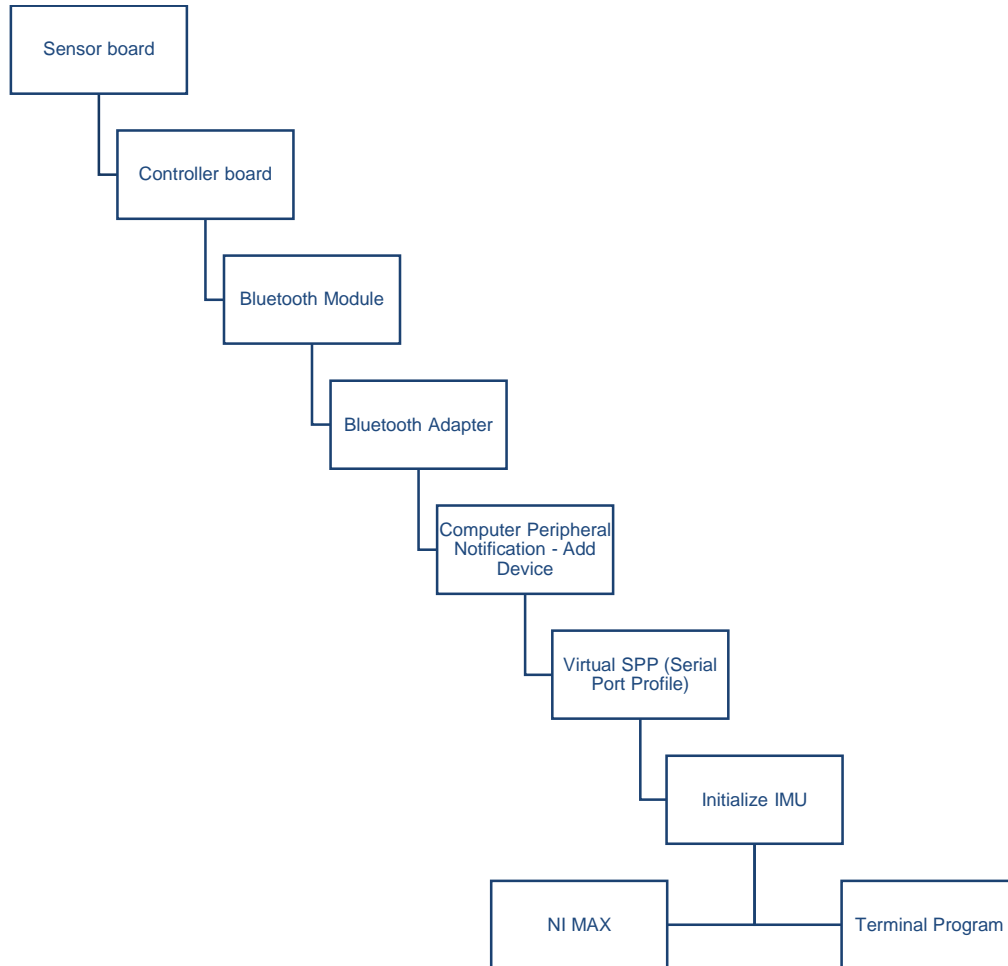 Sensor board
Controller board
Bluetooth Module
Bluetooth Adapter
Computer Peripheral
Notification - Add
Device
Virtual SPP (Serial
Port Profile)
Initialize IMU
NI MAX
Terminal Program